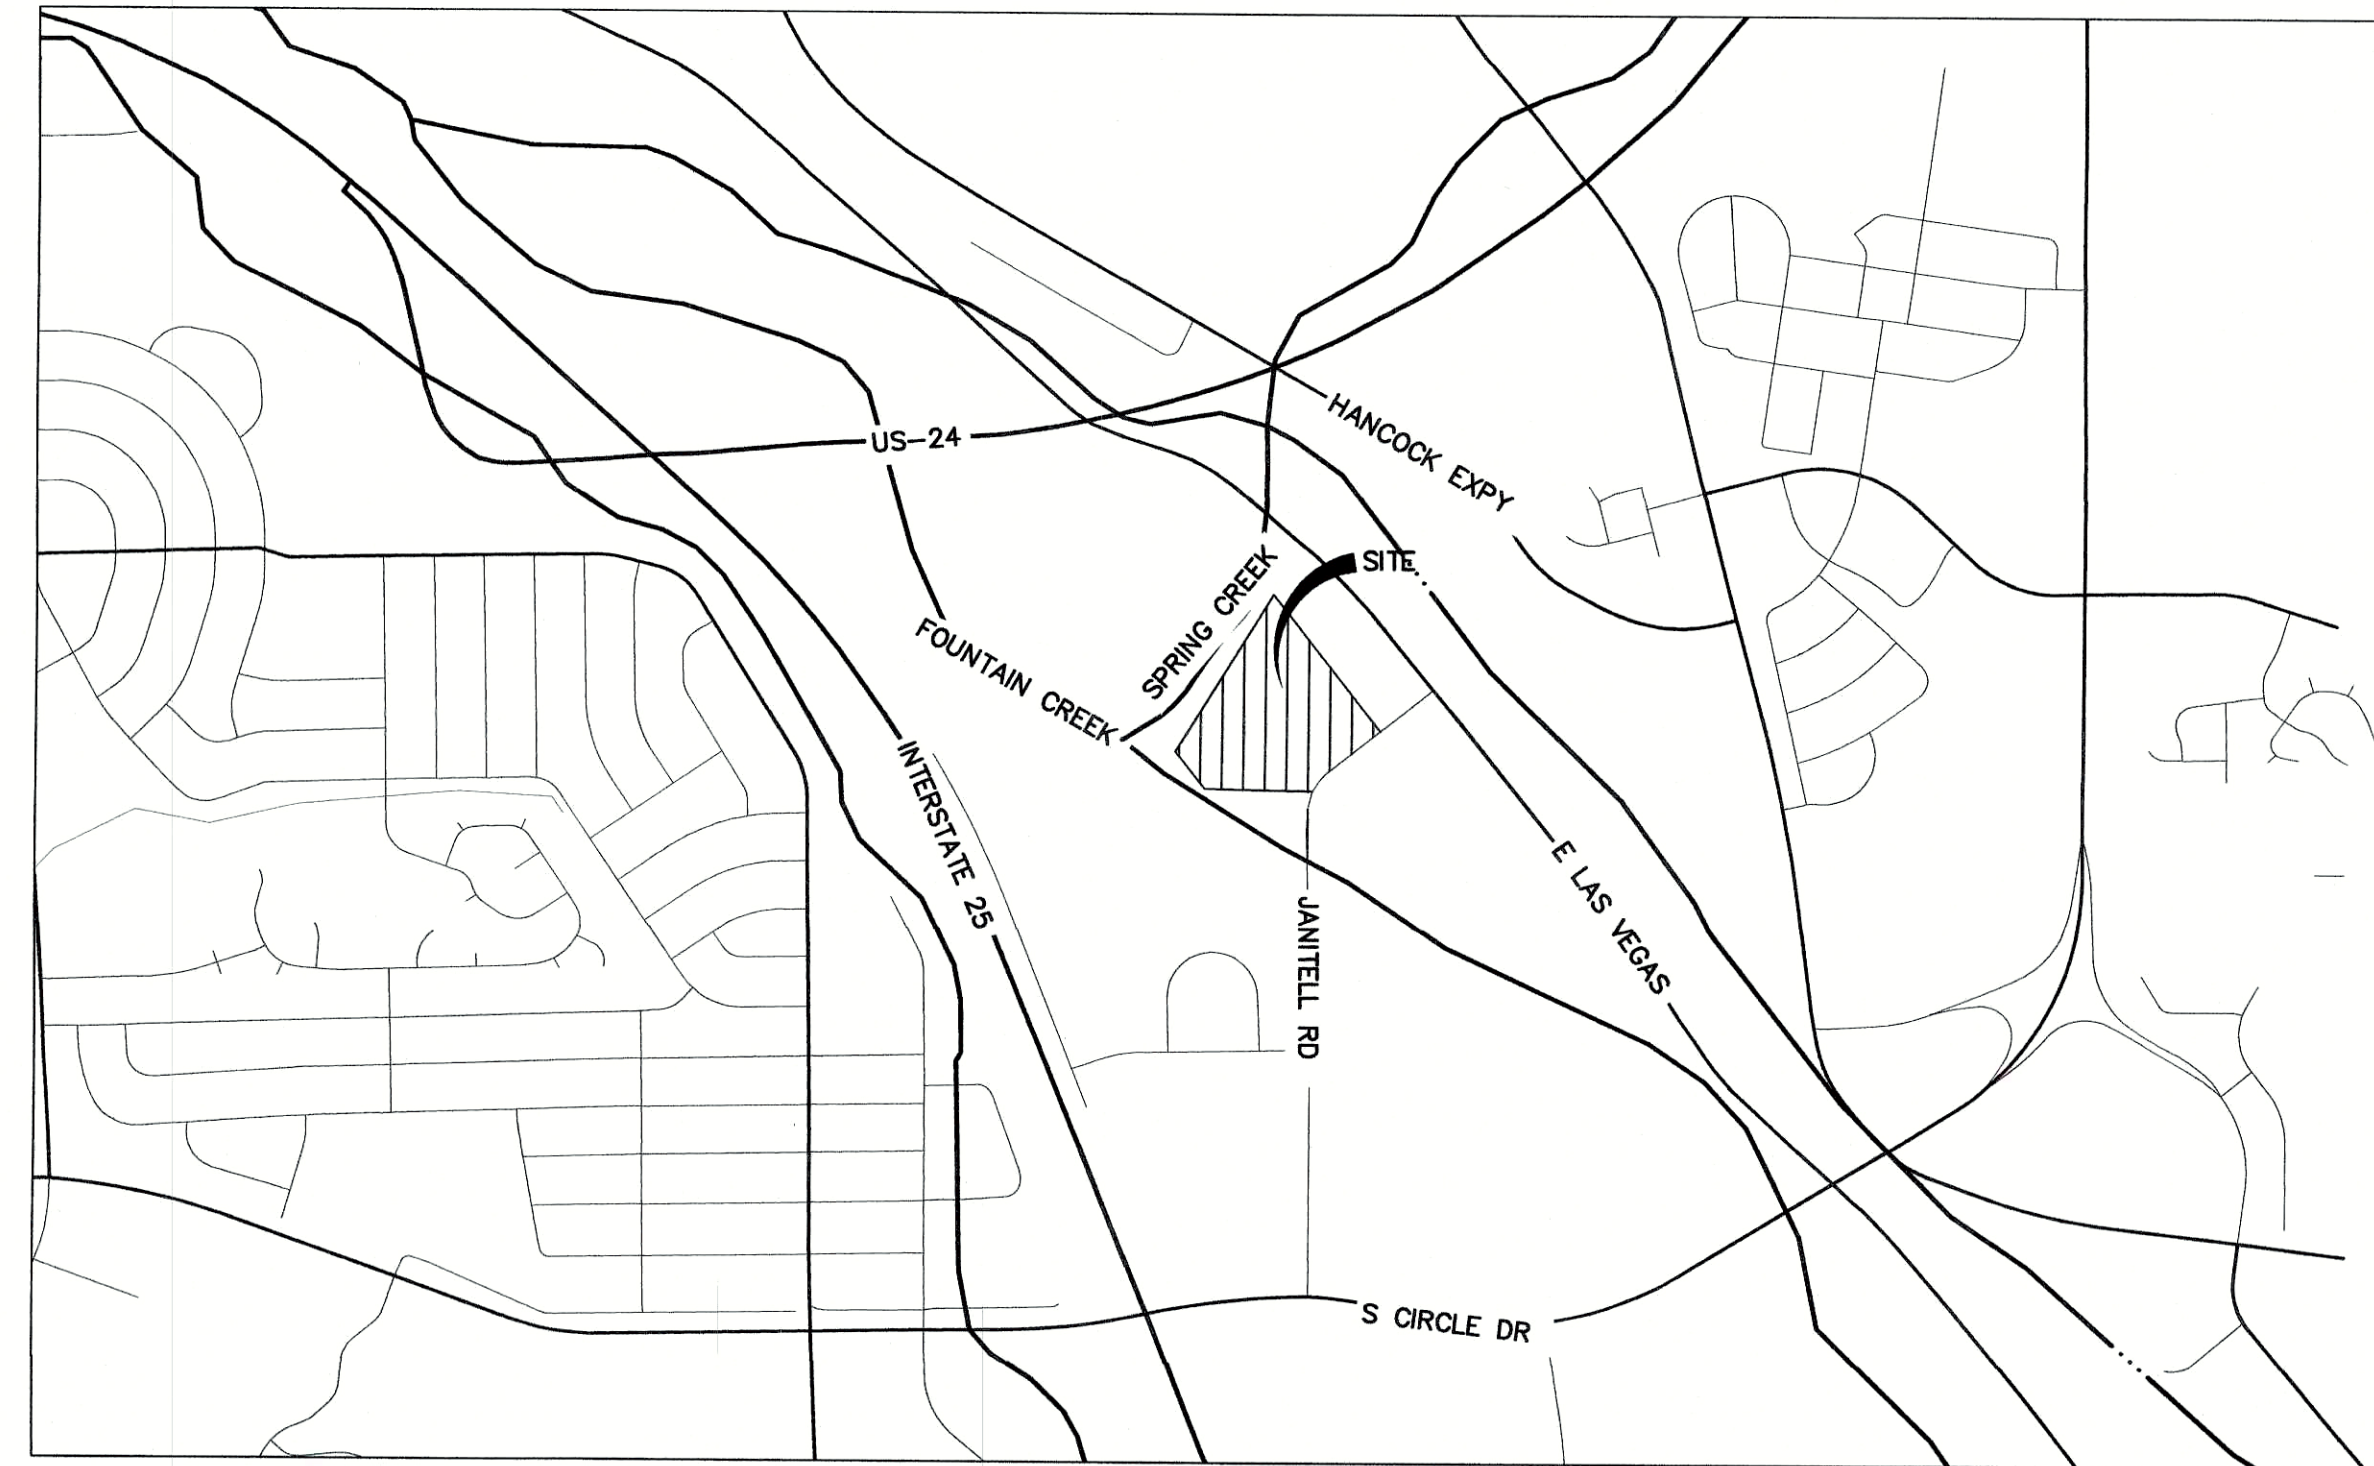 US-24
HANCOCK EXPY
SITE
SPRING CREEK
FOUNTAIN CREEK
INTERSTATE 25
E LAS VEGAS
JANITELL RD
S CIRCLE DR